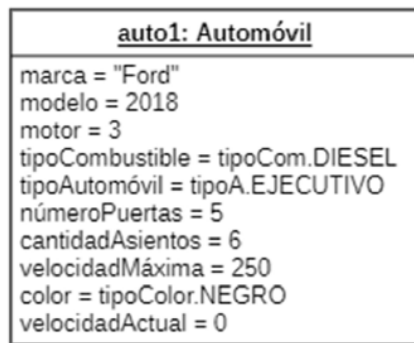 auto1: Automóvil
marca = "Ford"
modelo = 2018
motor = 3
tipoCombustible = tipoCom.DIESEL
tipoAutomóvil = tipoA.EJECUTIVO
númeroPuertas = 5
cantidadAsientos = 6
velocidadMáxima = 250
color = tipoColor.NEGRO
velocidadActual = 0